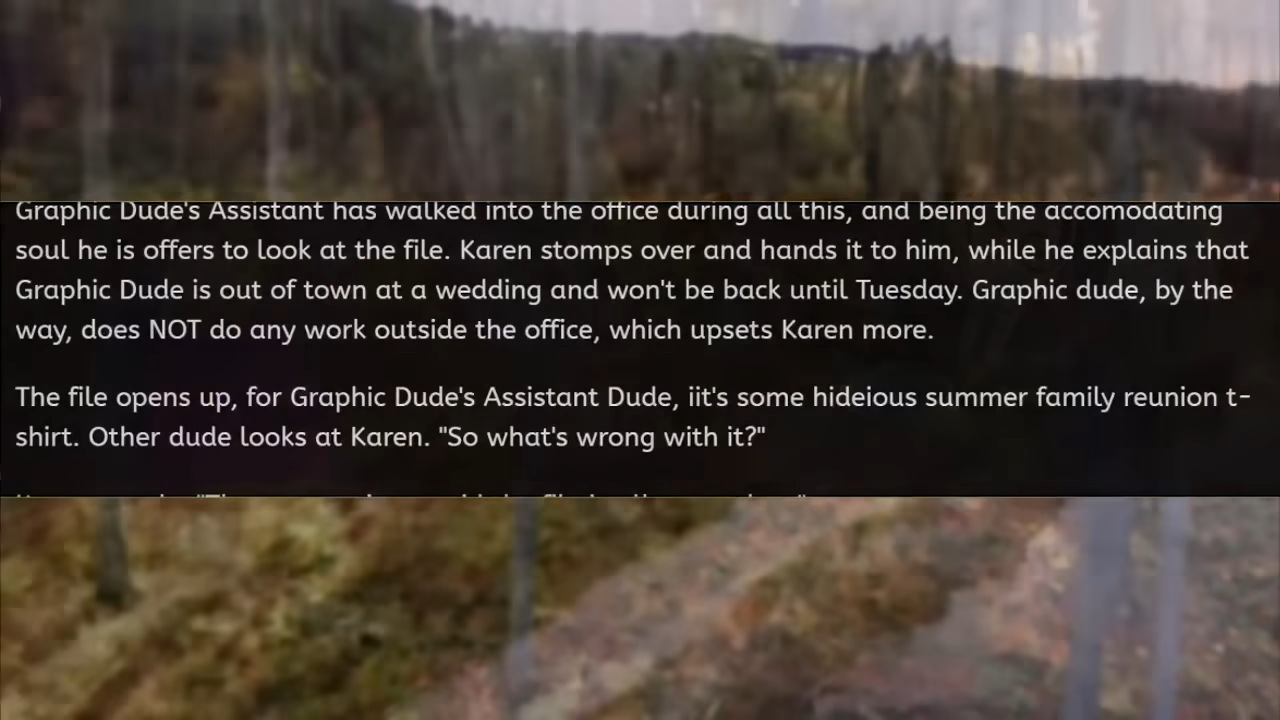 Graphic Dude's Assistant has walked into the office during all this, and being the accomodating
soul he is offers to look at the file. Karen stomps over and hands it to him, while he explains that
Graphic Dude is out of town at a wedding and won't be back until Tuesday. Graphic dude, by the
way, does NOT do any work outside the office, which upsets Karen more.
The file opens up, for Graphic Dude's Assistant Dude, iit's some hideious summer family reunion t-
shirt. Other dude looks at Karen. "So what's wrong with it?"